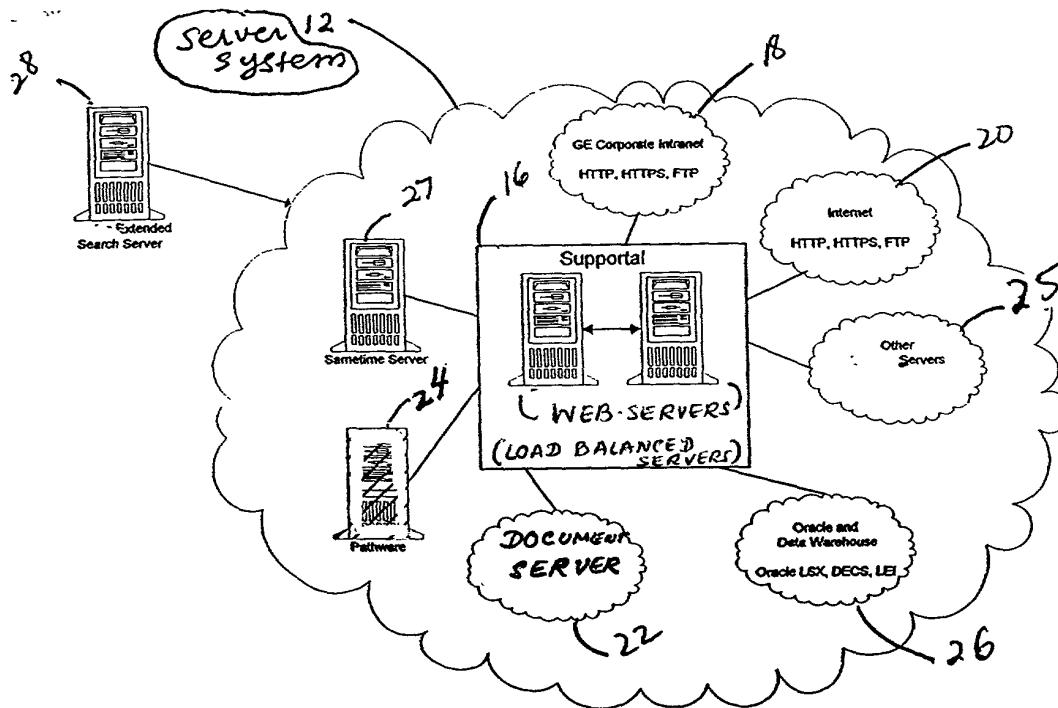 28
Server 12
system
18
Extended
Search Server
GE Corporate Intranet
HTTP, HTTPS, FTP
20
27
16
Internet
HTTP, HTTPS, FTP
Supportal
25
Sametime Server
Other
Servers
24
(WEB-SERVERS)
(LOAD BALANCED
SERVERS)
Pathware
DOCUMENT
SERVER
Oracle and
Data Warehouse
Oracle LSX, DECS, LEI
22
26